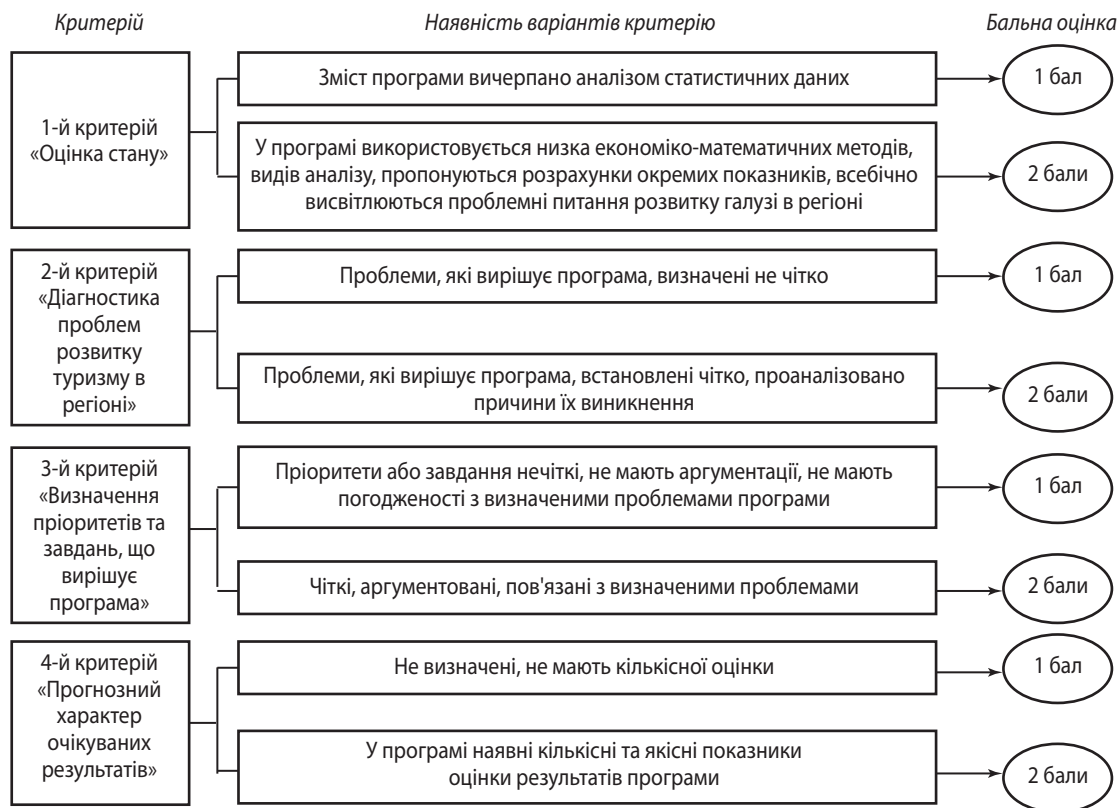 Критерій
Наявність варіантів критерію
Бальна оцінка
1-й критерій
«Оцінка стану»
Зміст програми вичерпано аналізом статистичних даних
1 бал
У програмі використовується низка економіко-математичних методів,
видів аналізу, пропонуються розрахунки окремих показників, всебічно
висвітлюються проблемні питання розвитку галузі в регіоні
2 бали
2-й критерій
«Діагностика
проблем
розвитку
туризму в
регіоні»
Проблеми, які вирішує програма, визначені не чітко
1 бал
Проблеми, які вирішує програма, встановлені чітко, проаналізовано
причини їх виникнення
2 бали
3-й критерій
«Визначення
пріоритетів та
завдань, що
вирішує
програма»
Пріоритети або завдання нечіткі, не мають аргументації, не мають
погодженості з визначеними проблемами програми
1 бал
Чіткі, аргументовані, пов'язані з визначеними проблемами
2 бали
4-й критерій
«Прогнозний
характер
очікуваних
результатів»
Не визначені, не мають кількісної оцінки
1 бал
У програмі наявні кількісні та якісні показники
оцінки результатів програми
2 бали